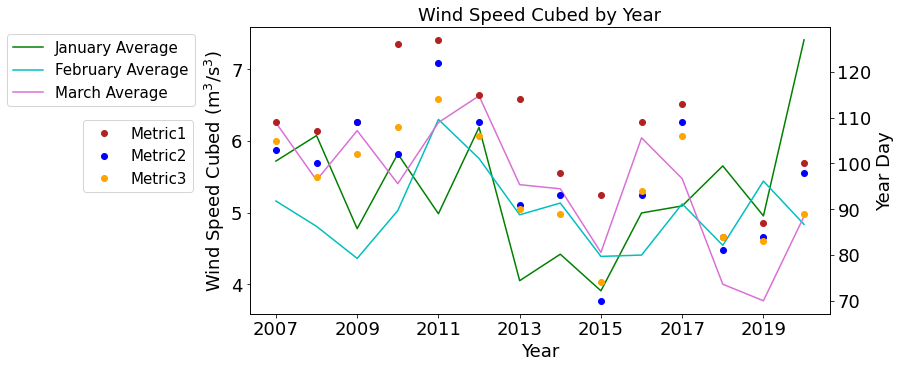 Wind Speed Cubed by Year
January Average
February Average
March Average
Metric1
Metric2
Metric3
Wind Speed Cubed (m³/s³)
7
6
5
4
120
110
100
90
80
70
Year Day
2007 2009 2011 2013 2015 2017 2019
Year